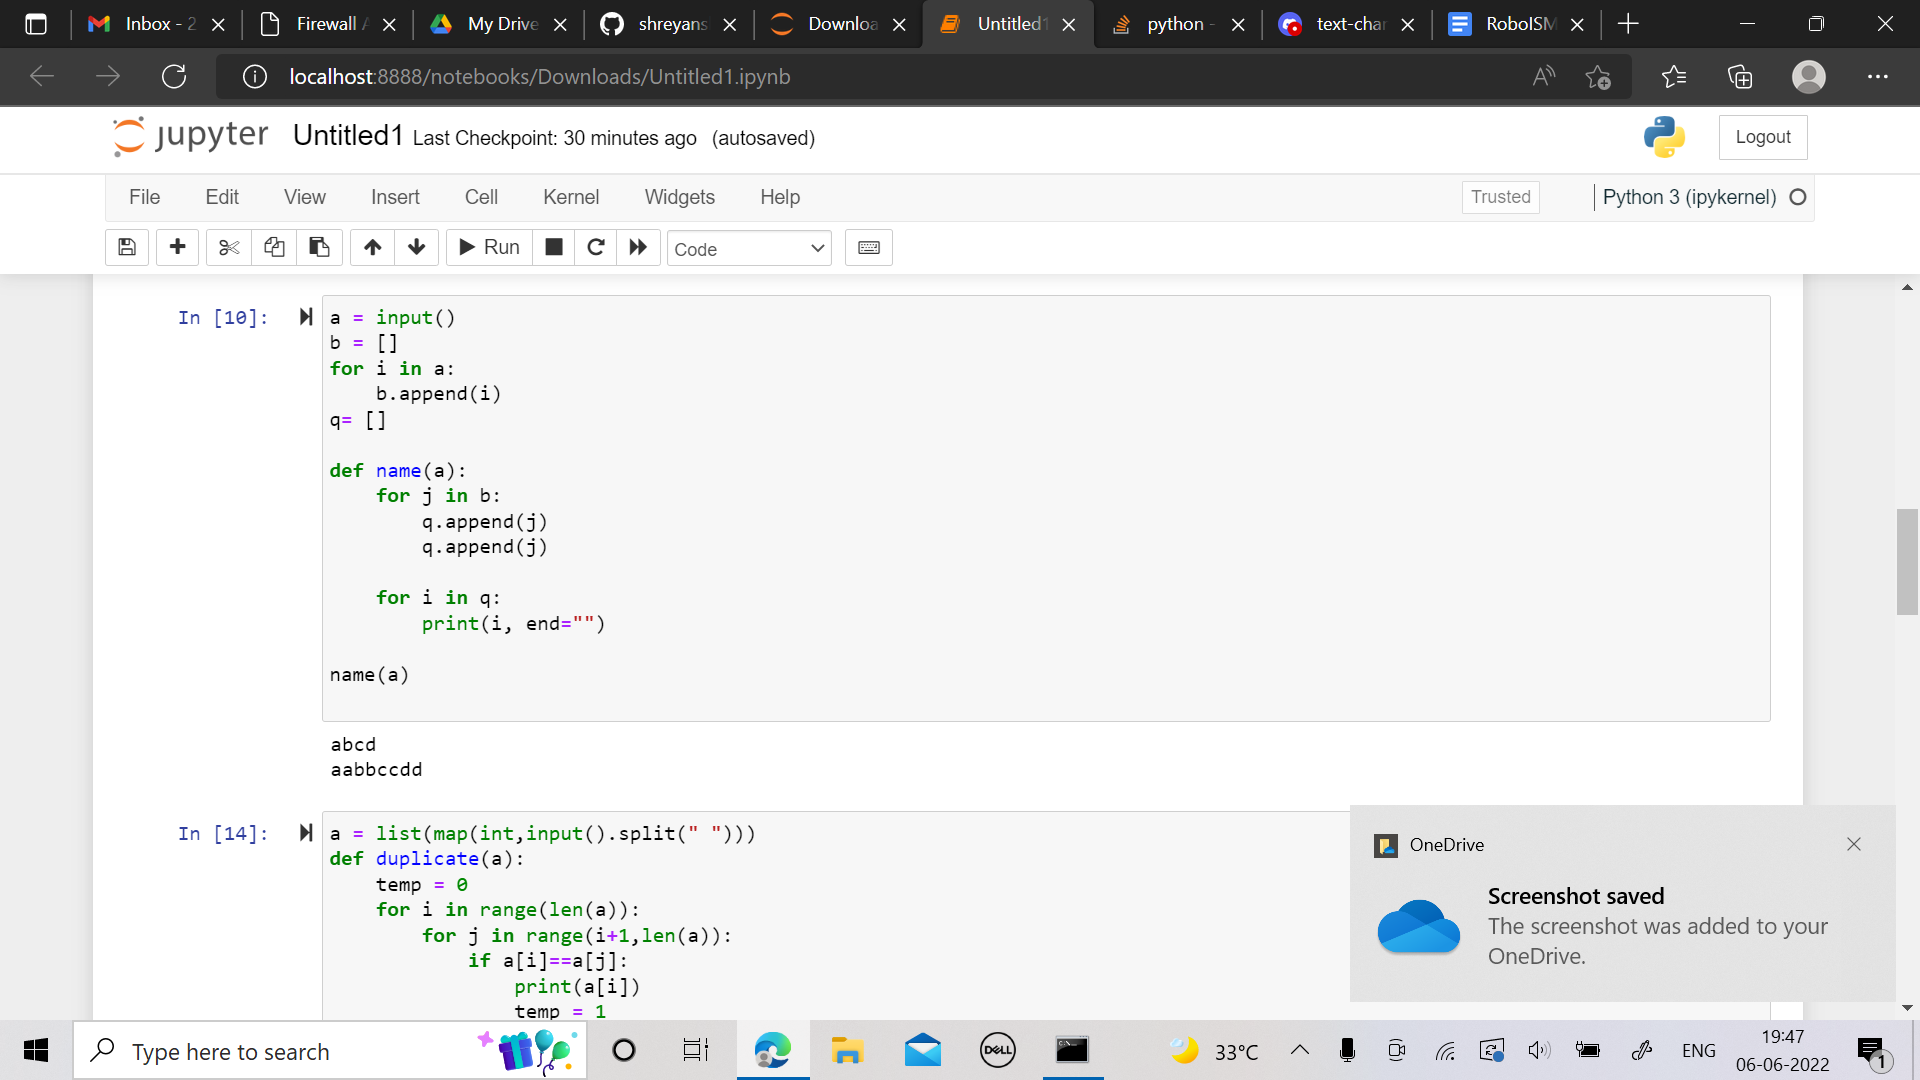 Inbox - 2
Firewall A
My Drive
shreyans
Downloa
Untitled1
python -
text-char
RoboISM
localhost:8888/notebooks/Downloads/Untitled1.ipynb
jupyter Untitled1 Last Checkpoint: 30 minutes ago (autosaved)
Logout
File Edit View Insert Cell Kernel Widgets Help
Trusted
Python 3 (ipykernel)
Run
Code
In [10]:
a = input()
b = []
for i in a:
    b.append(i)
q= []
def name(a):
    for j in b:
        q.append(j)
        q.append(j)
    for i in q:
        print(i, end="")
name(a)
abcd
aabbccdd
In [14]:
a = list(map(int,input().split(" ")))
def duplicate(a):
    temp = 0
    for i in range(len(a)):
        for j in range(i+1,len(a)):
            if a[i]==a[j]:
                print(a[i])
                temp = 1
OneDrive
Screenshot saved
The screenshot was added to your
OneDrive.
Type here to search
DELL
33°C
ENG
19:47
06-06-2022
1